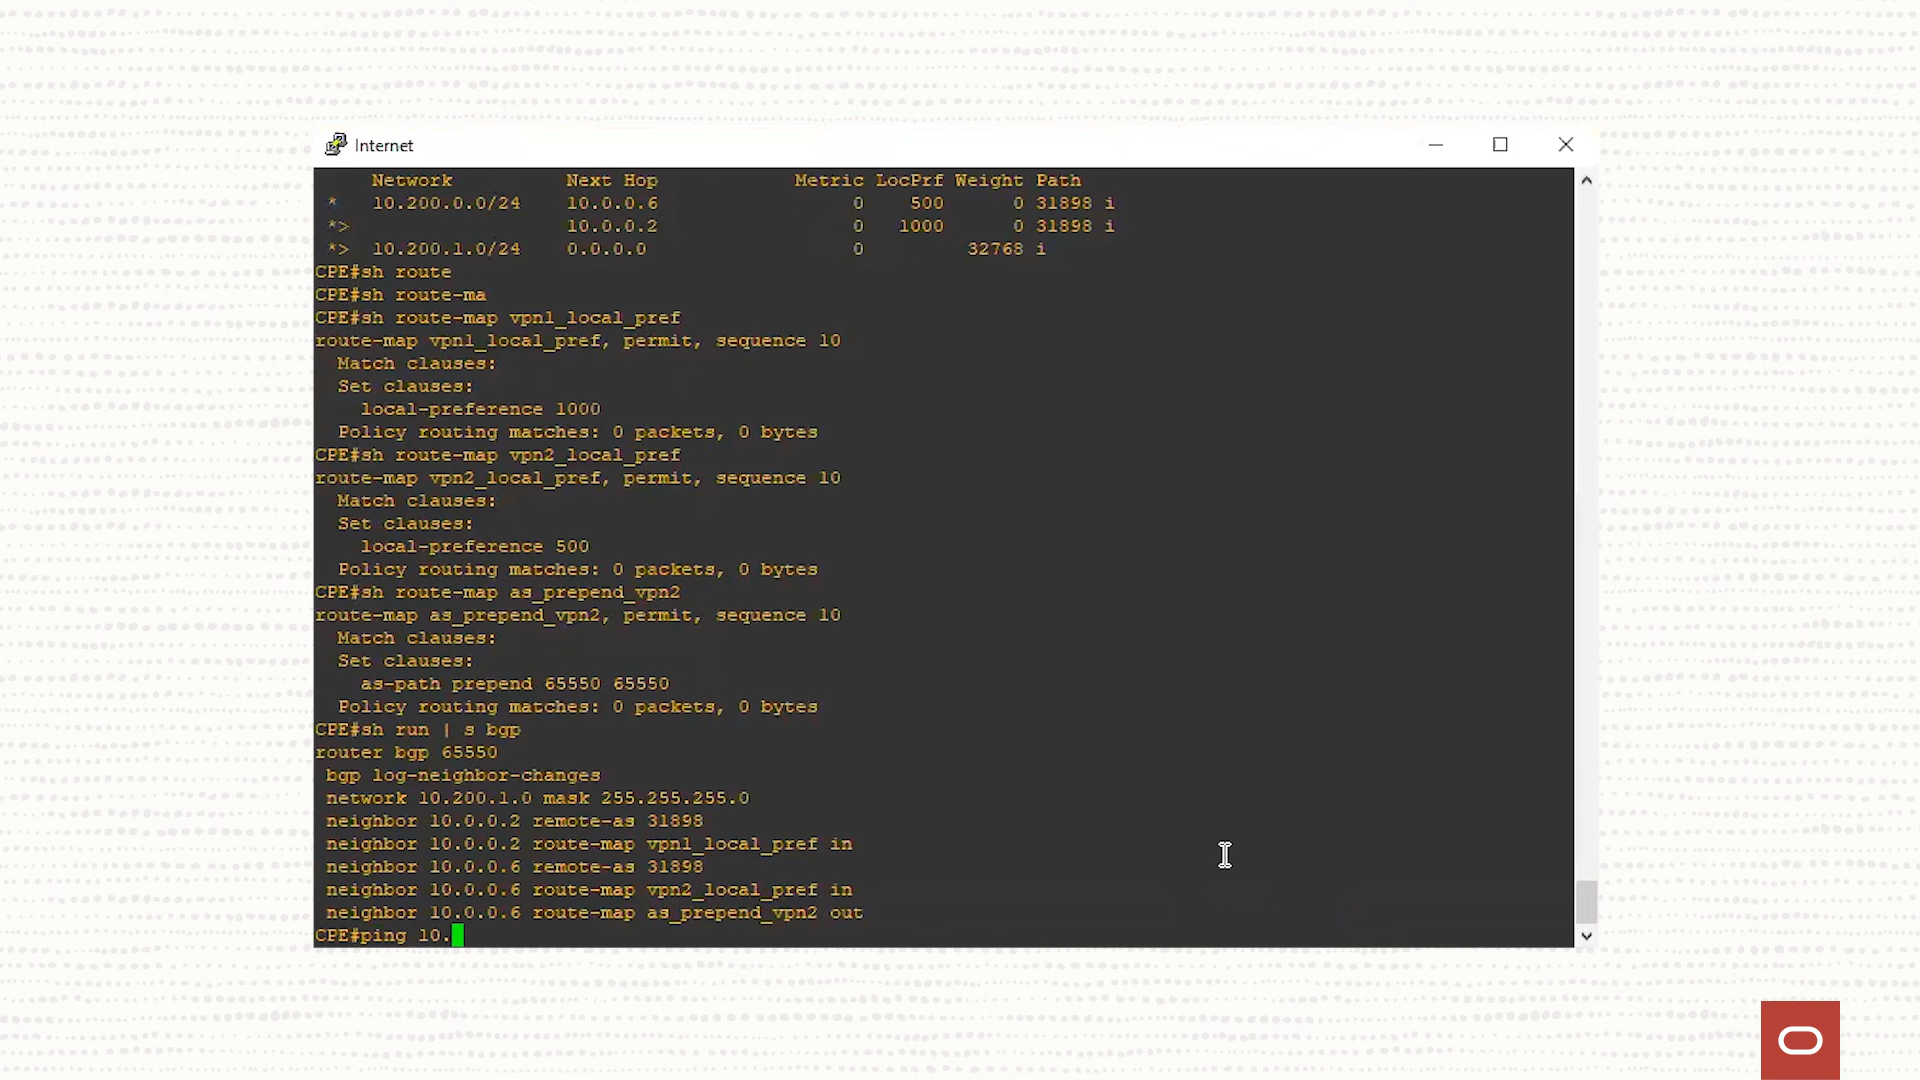 Internet
Network Next Hop Metric LocPrf Weight Path
* 10.200.0.0/24 10.0.0.6 0 500 0 31898 i
*> 10.0.0.2 0 1000 0 31898 i
*> 10.200.1.0/24 0.0.0.0 0 32768 i
CPE#sh route
CPE#sh route-ma
CPE#sh route-map vpn1_local_pref
route-map vpn1_local_pref, permit, sequence 10
Match clauses:
Set clauses:
local-preference 1000
Policy routing matches: 0 packets, 0 bytes
CPE#sh route-map vpn2_local_pref
route-map vpn2_local_pref, permit, sequence 10
Match clauses:
Set clauses:
local-preference 500
Policy routing matches: 0 packets, 0 bytes
CPE#sh route-map as_prepend_vpn2
route-map as_prepend_vpn2, permit, sequence 10
Match clauses:
Set clauses:
as-path prepend 65550 65550
Policy routing matches: 0 packets, 0 bytes
CPE#sh run | s bgp
router bgp 65550
bgp log-neighbor-changes
network 10.200.1.0 mask 255.255.255.0
neighbor 10.0.0.2 remote-as 31898
neighbor 10.0.0.2 route-map vpn1_local_pref in
neighbor 10.0.0.6 remote-as 31898
neighbor 10.0.0.6 route-map vpn2_local_pref in
neighbor 10.0.0.6 route-map as_prepend_vpn2 out
CPE#ping 10.